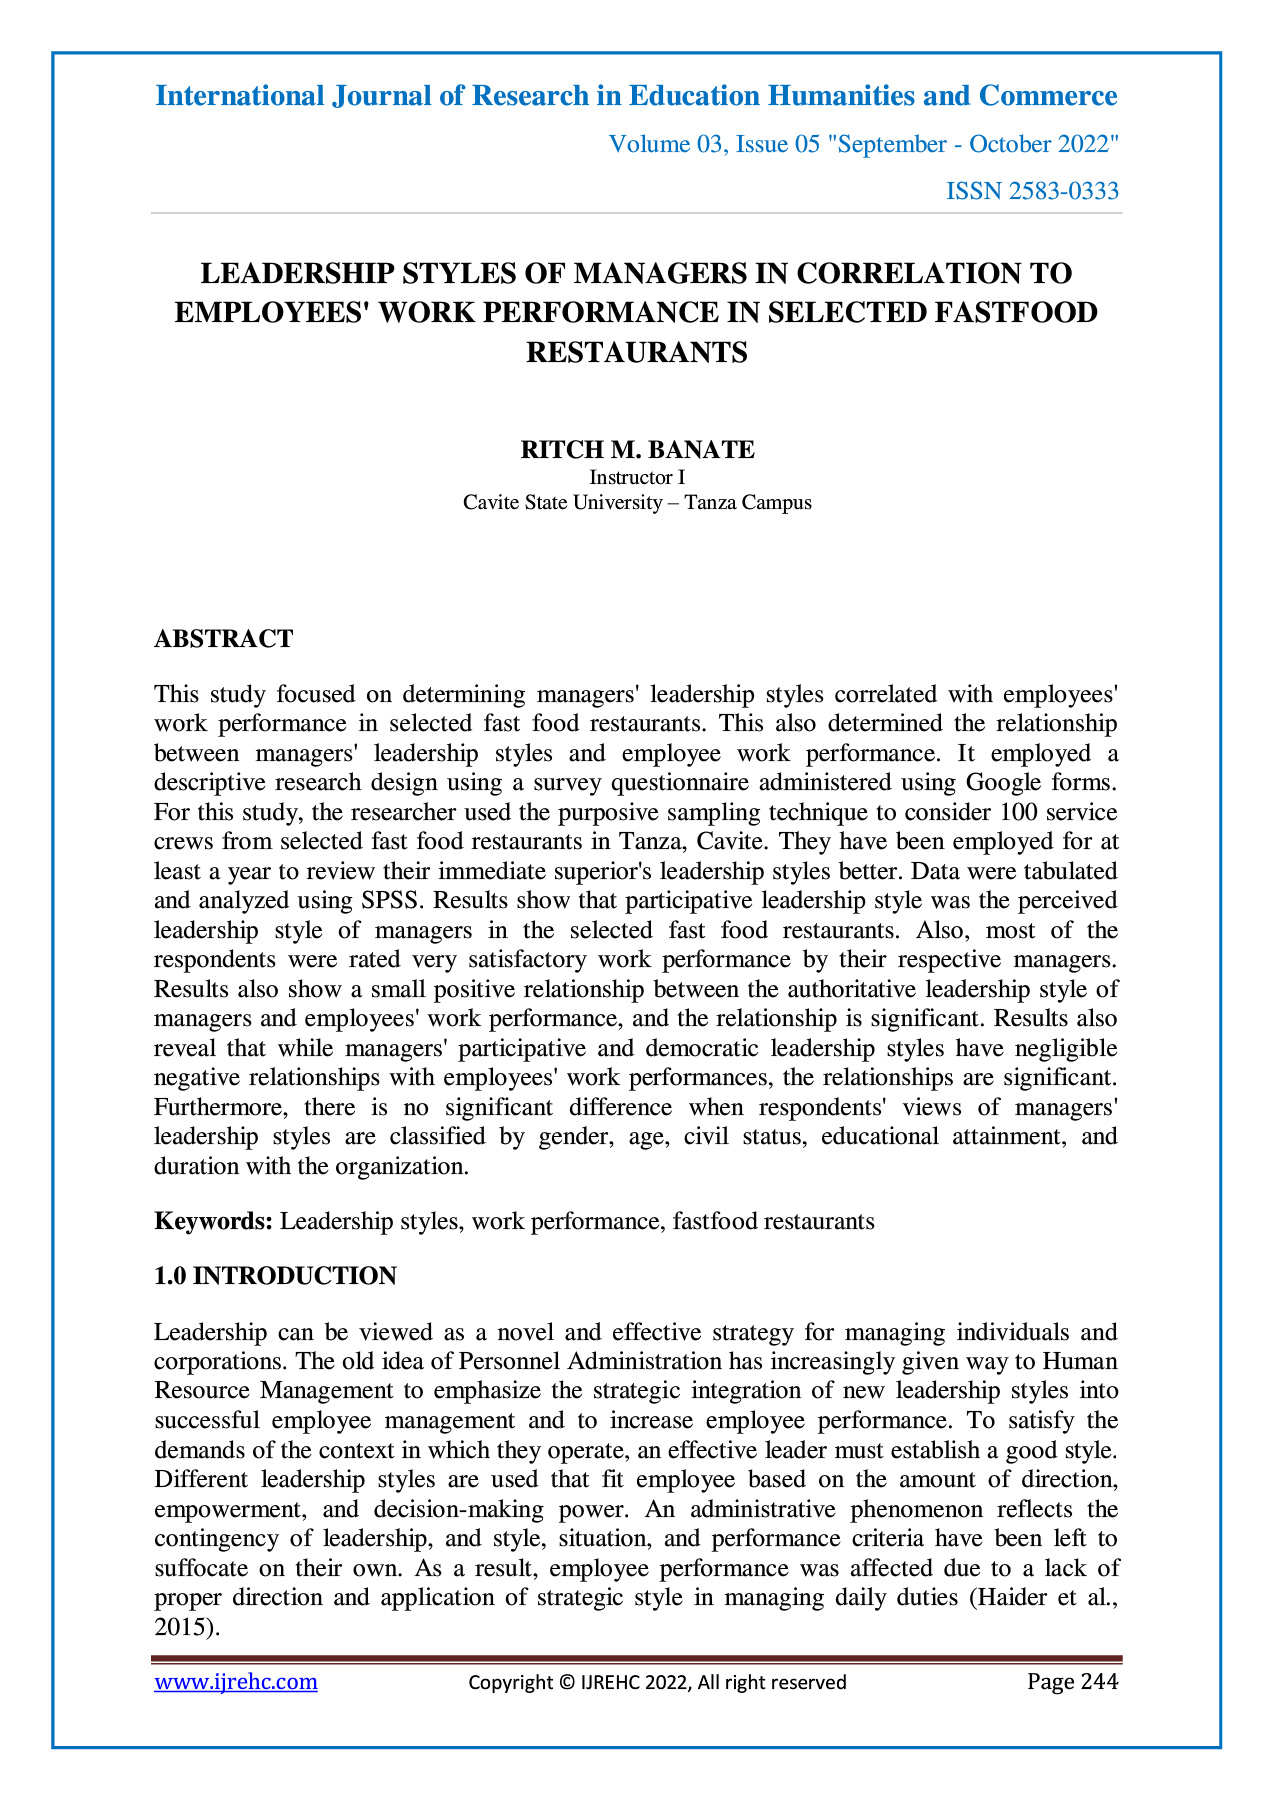 International Journal of Research in Education Humanities and Commerce
Volume 03, Issue 05 "September - October 2022"
ISSN 2583-0333
LEADERSHIP STYLES OF MANAGERS IN CORRELATION TO
EMPLOYEES' WORK PERFORMANCE IN SELECTED FASTFOOD
RESTAURANTS
RITCH M. BANATE
Instructor I
Cavite State University – Tanza Campus
ABSTRACT
This study focused on determining managers' leadership styles correlated with employees'
work performance in selected fast food restaurants. This also determined the relationship
between managers' leadership styles and employee work performance. It employed a
descriptive research design using a survey questionnaire administered using Google forms.
For this study, the researcher used the purposive sampling technique to consider 100 service
crews from selected fast food restaurants in Tanza, Cavite. They have been employed for at
least a year to review their immediate superior's leadership styles better. Data were tabulated
and analyzed using SPSS. Results show that participative leadership style was the perceived
leadership style of managers in the selected fast food restaurants. Also, most of the
respondents were rated very satisfactory work performance by their respective managers.
Results also show a small positive relationship between the authoritative leadership style of
managers and employees' work performance, and the relationship is significant. Results also
reveal that while managers' participative and democratic leadership styles have negligible
negative relationships with employees' work performances, the relationships are significant.
Furthermore, there is no significant difference when respondents' views of managers'
leadership styles are classified by gender, age, civil status, educational attainment, and
duration with the organization.
Keywords: Leadership styles, work performance, fastfood restaurants
1.0 INTRODUCTION
Leadership can be viewed as a novel and effective strategy for managing individuals and
corporations. The old idea of Personnel Administration has increasingly given way to Human
Resource Management to emphasize the strategic integration of new leadership styles into
successful employee management and to increase employee performance. To satisfy the
demands of the context in which they operate, an effective leader must establish a good style.
Different leadership styles are used that fit employee based on the amount of direction,
empowerment, and decision-making power. An administrative phenomenon reflects the
contingency of leadership, and style, situation, and performance criteria have been left to
suffocate on their own. As a result, employee performance was affected due to a lack of
proper direction and application of strategic style in managing daily duties (Haider et al.,
2015).
www.ijrehc.com Copyright © IJREHC 2022, All right reserved Page 244